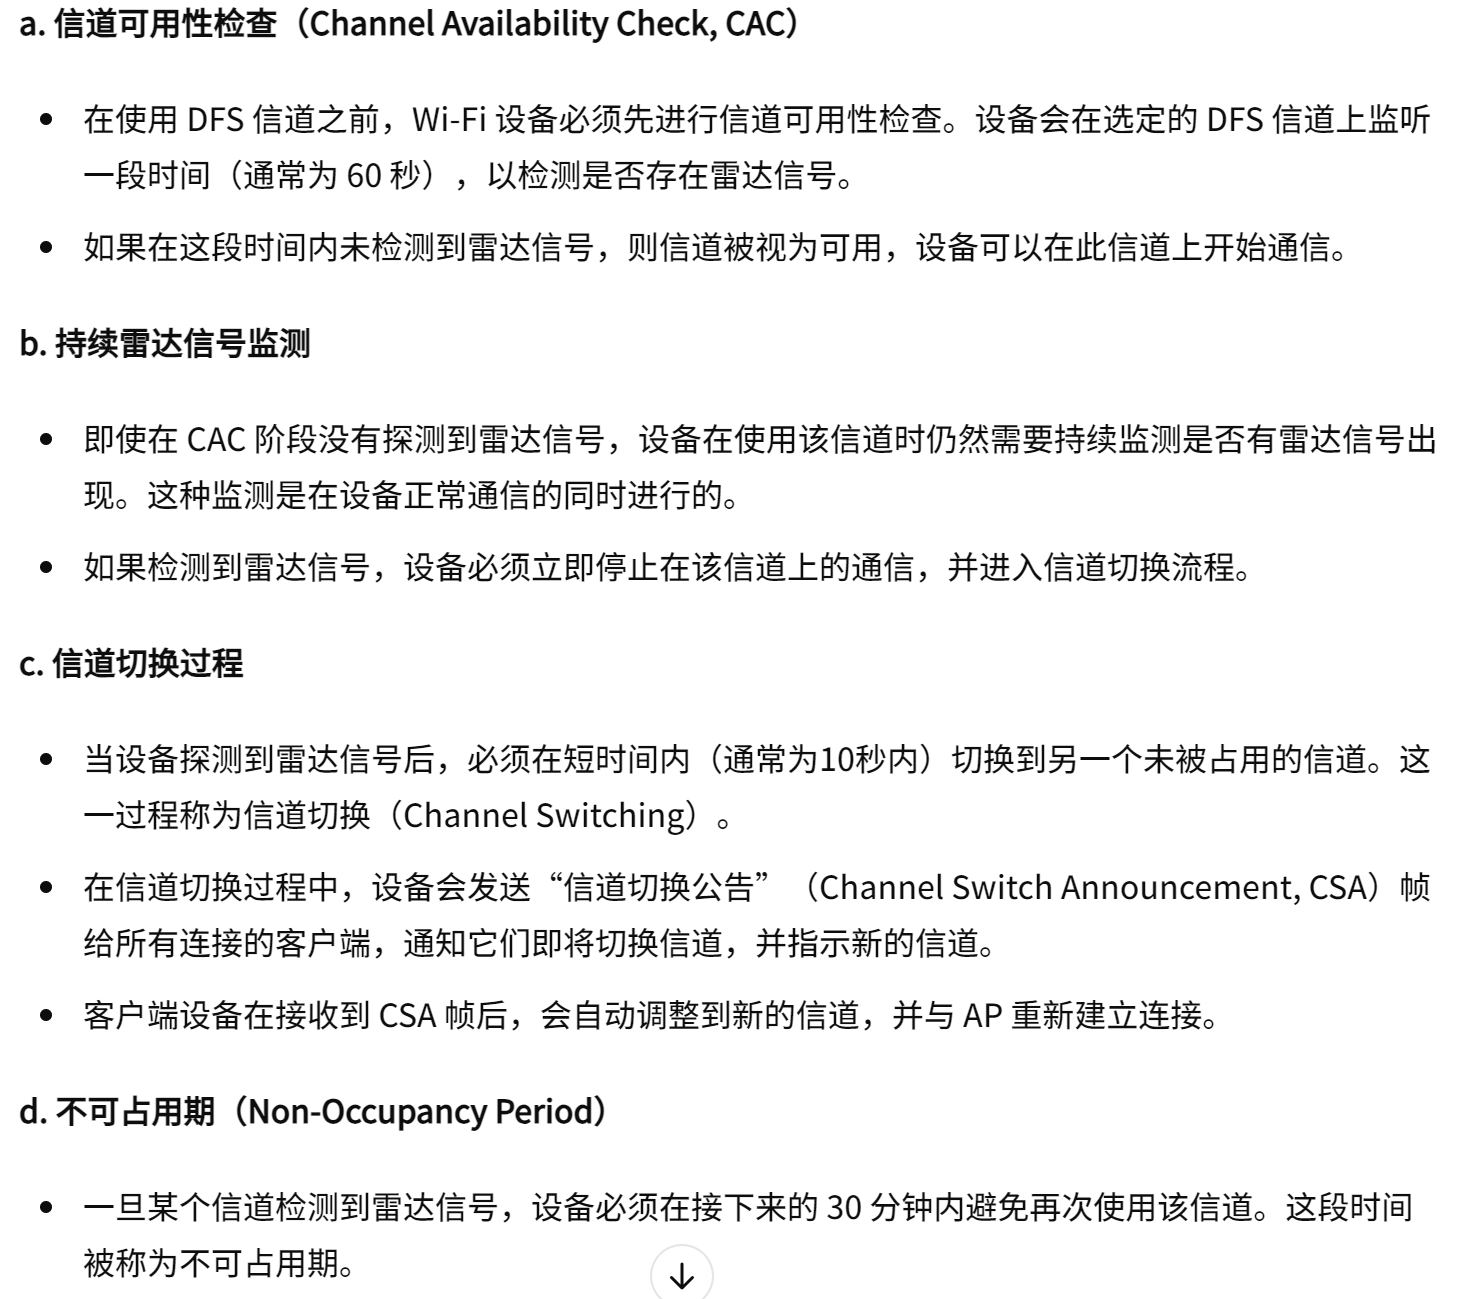 a. 信道可用性检查（Channel Availability Check, CAC）
在使用 DFS 信道之前，Wi-Fi 设备必须先进行信道可用性检查。设备会在选定的 DFS 信道上监听
一段时间（通常为 60 秒），以检测是否存在雷达信号。
如果在这段时间内未检测到雷达信号，则信道被视为可用，设备可以在此信道上开始通信。
b. 持续雷达信号监测
即使在 CAC 阶段没有探测到雷达信号，设备在使用该信道时仍然需要持续监测是否有雷达信号出
现。这种监测是在设备正常通信的同时进行的。
如果检测到雷达信号，设备必须立即停止在该信道上的通信，并进入信道切换流程。
c. 信道切换过程
当设备探测到雷达信号后，必须在短时间内（通常为10秒内）切换到另一个未被占用的信道。这
一过程称为信道切换（Channel Switching）。
在信道切换过程中，设备会发送“信道切换公告”（Channel Switch Announcement, CSA）帧
给所有连接的客户端，通知它们即将切换信道，并指示新的信道。
客户端设备在接收到 CSA 帧后，会自动调整到新的信道，并与 AP 重新建立连接。
d. 不可占用期（Non-Occupancy Period）
一旦某个信道检测到雷达信号，设备必须在接下来的 30 分钟内避免再次使用该信道。这段时间
被称为不可占用期。